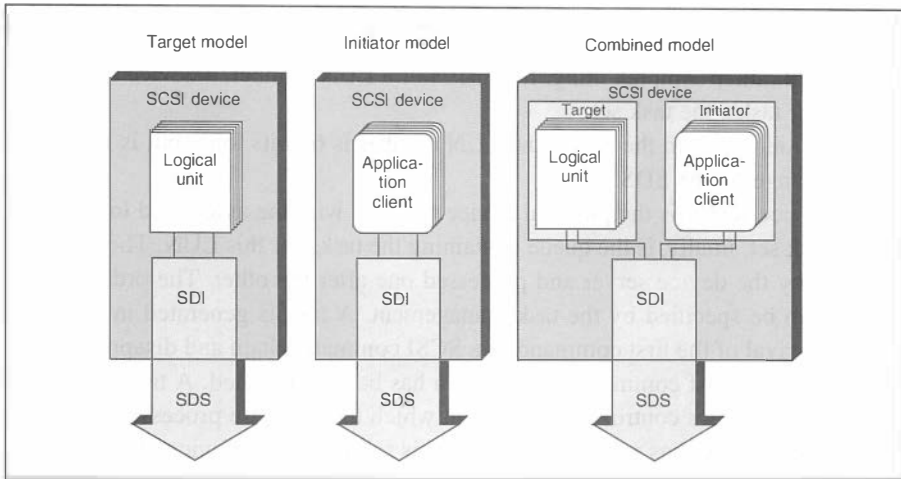 Target model
Initiator model
Combined model
SCSI device
Logical
unit
SDI
SDS
SCSI device
Applica-
tion
client
SDI
SDS
SCSI device
Target
Initiator
Logical
unit
Applica-
tion
client
SDI
SDS